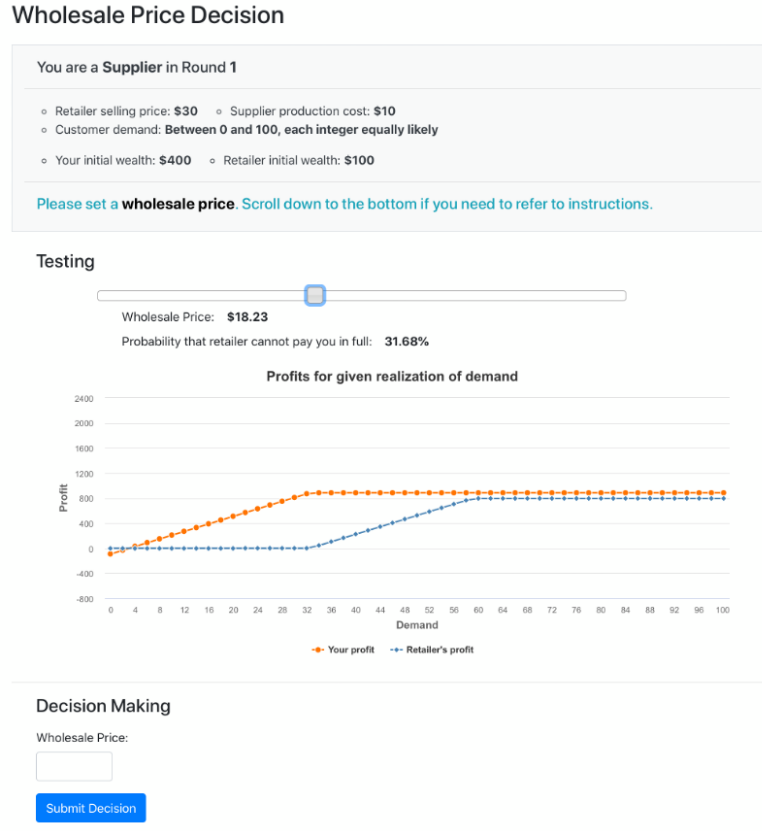 Wholesale Price Decision
You are a Supplier in Round 1
Retailer selling price: $30 Supplier production cost: $10
Customer demand: Between 0 and 100, each integer equally likely
Your initial wealth: $400 Retailer initial wealth: $100
Please set a wholesale price. Scroll down to the bottom if you need to refer to instructions.
Testing
Wholesale Price: $18.23
Probability that retailer cannot pay you in full: 31.68%
Profits for given realization of demand
2400
2000
1600
1200
800
400
0
-400
-800
Profit
0 4 8 12 16 20 24 28 32 36 40 44 48 52 56 60 64 68 72 76 80 84 88 92 96 100
Demand
Your profit Retailer's profit
Decision Making
Wholesale Price:
Submit Decision